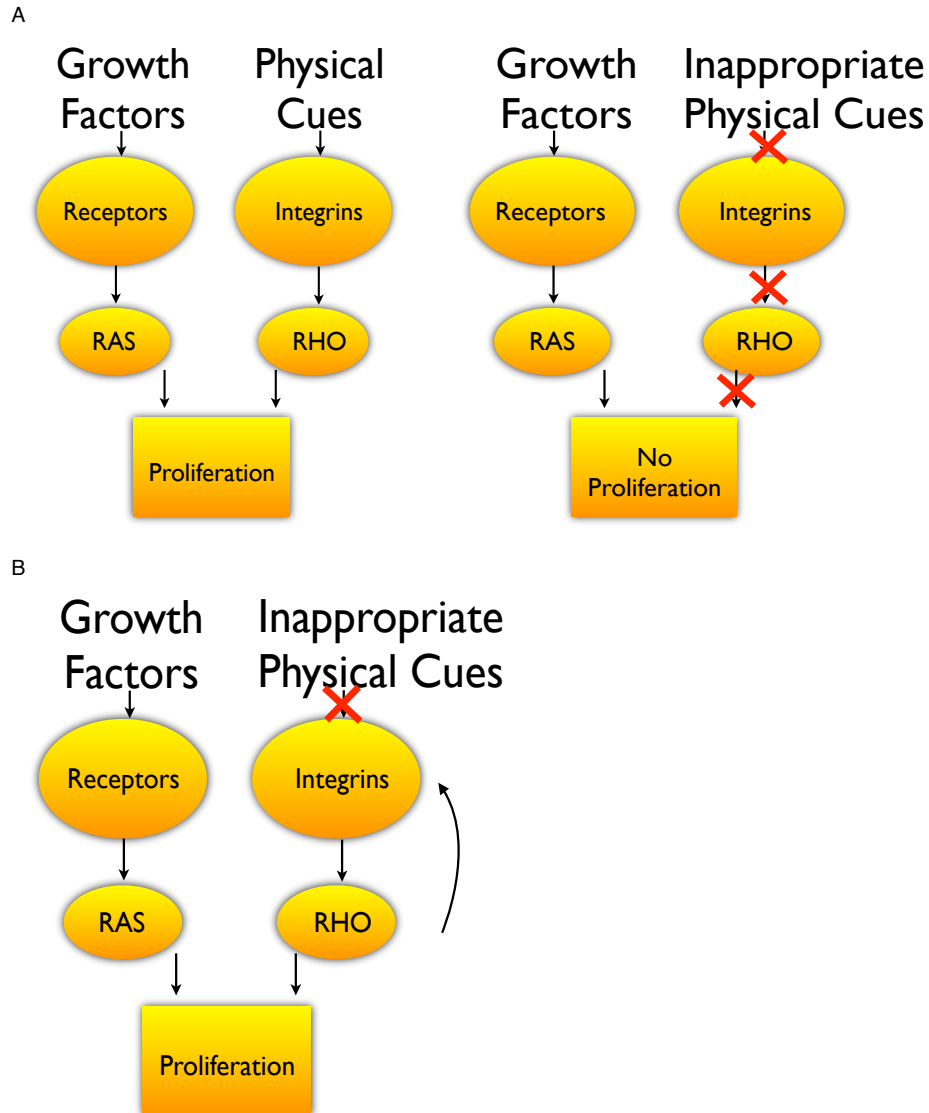 A
Growth
Factors
Physical
Cues
Receptors
Integrins
RAS
RHO
Proliferation
Growth
Factors
Inappropriate
Physical Cues
Receptors
Integrins
RAS
RHO
No
Proliferation
B
Growth
Factors
Inappropriate
Physical Cues
Receptors
Integrins
RAS
RHO
Proliferation